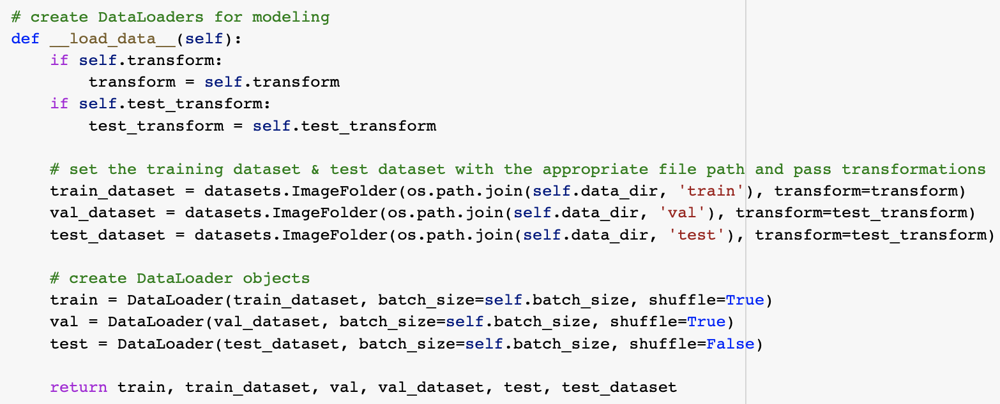 # create DataLoaders for modeling
def __load_data__(self):
    if self.transform:
        transform = self.transform
    if self.test_transform:
        test_transform = self.test_transform

    # set the training dataset & test dataset with the appropriate file path and pass transformations
    train_dataset = datasets.ImageFolder(os.path.join(self.data_dir, 'train'), transform=transform)
    val_dataset = datasets.ImageFolder(os.path.join(self.data_dir, 'val'), transform=test_transform)
    test_dataset = datasets.ImageFolder(os.path.join(self.data_dir, 'test'), transform=test_transform)

    # create DataLoader objects
    train = DataLoader(train_dataset, batch_size=self.batch_size, shuffle=True)
    val = DataLoader(val_dataset, batch_size=self.batch_size, shuffle=True)
    test = DataLoader(test_dataset, batch_size=self.batch_size, shuffle=False)

    return train, train_dataset, val, val_dataset, test, test_dataset